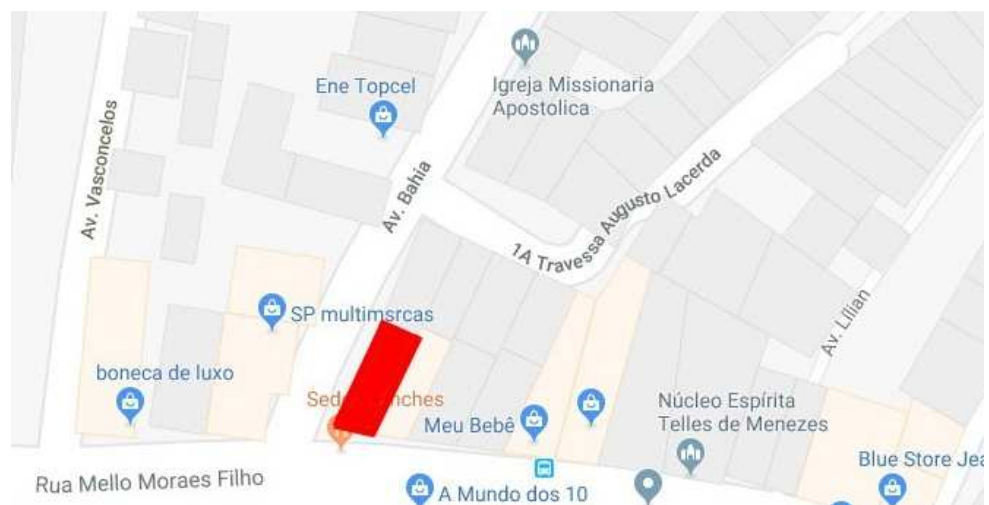 Ene Topcel
Igreja Missionaria
Apostolica
Av. Vasconcelos
Av. Bahia
1A Travessa Augusto Lacerda
SP multimsrcas
Av. Lílian
boneca de luxo
Meu Bebê
Núcleo Espírita
Telles de Menezes
Blue Store Jea
Rua Mello Moraes Filho
A Mundo dos 10